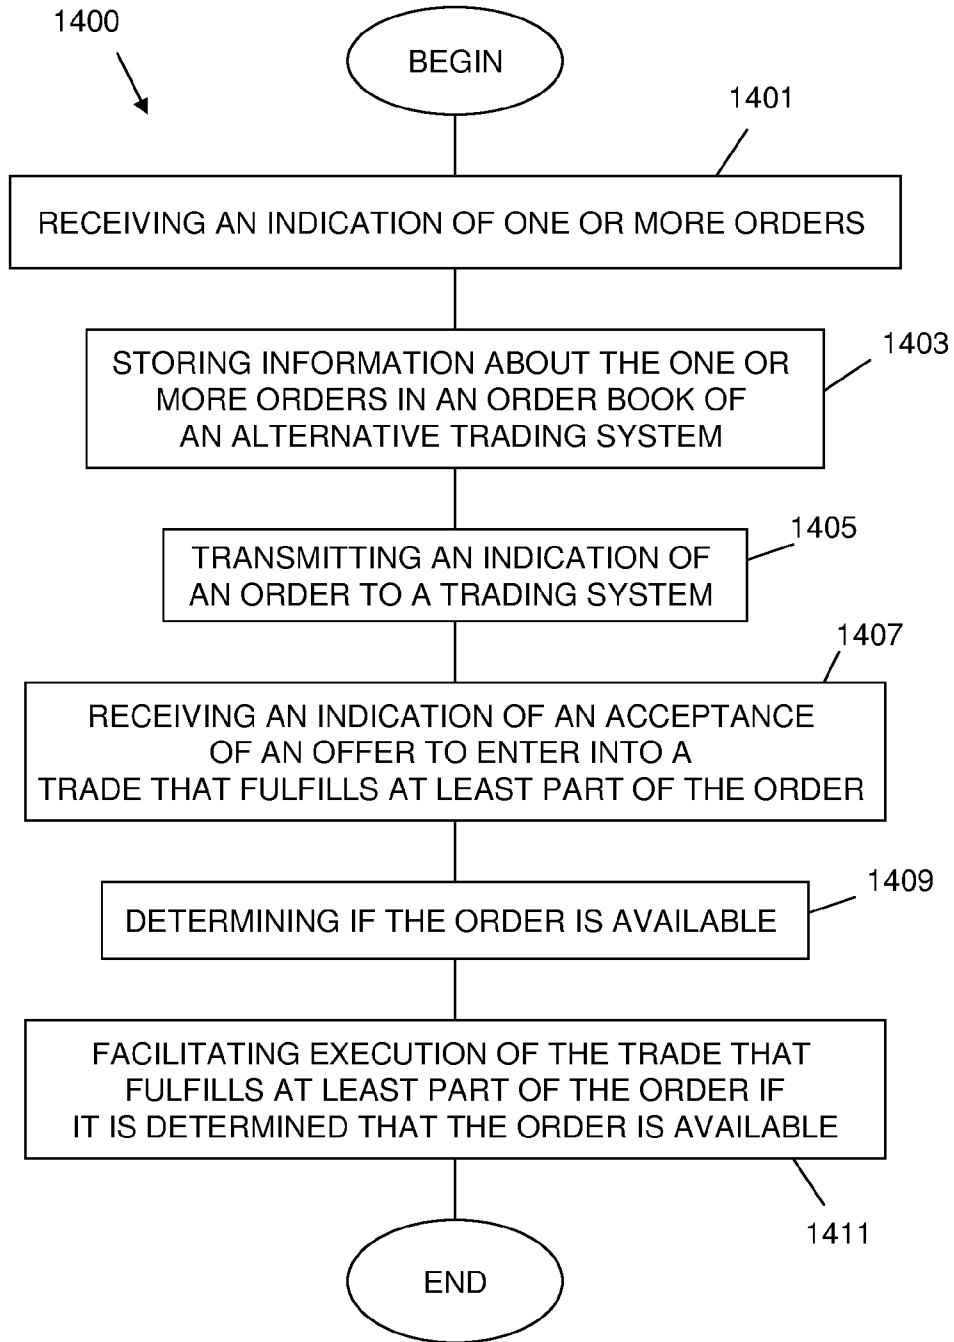 1400
BEGIN
1401
RECEIVING AN INDICATION OF ONE OR MORE ORDERS
STORING INFORMATION ABOUT THE ONE OR
MORE ORDERS IN AN ORDER BOOK OF
AN ALTERNATIVE TRADING SYSTEM
1403
1405
TRANSMITTING AN INDICATION OF
AN ORDER TO A TRADING SYSTEM
1407
RECEIVING AN INDICATION OF AN ACCEPTANCE
OF AN OFFER TO ENTER INTO A
TRADE THAT FULFILLS AT LEAST PART OF THE ORDER
1409
DETERMINING IF THE ORDER IS AVAILABLE
FACILITATING EXECUTION OF THE TRADE THAT
FULFILLS AT LEAST PART OF THE ORDER IF
IT IS DETERMINED THAT THE ORDER IS AVAILABLE
1411
END